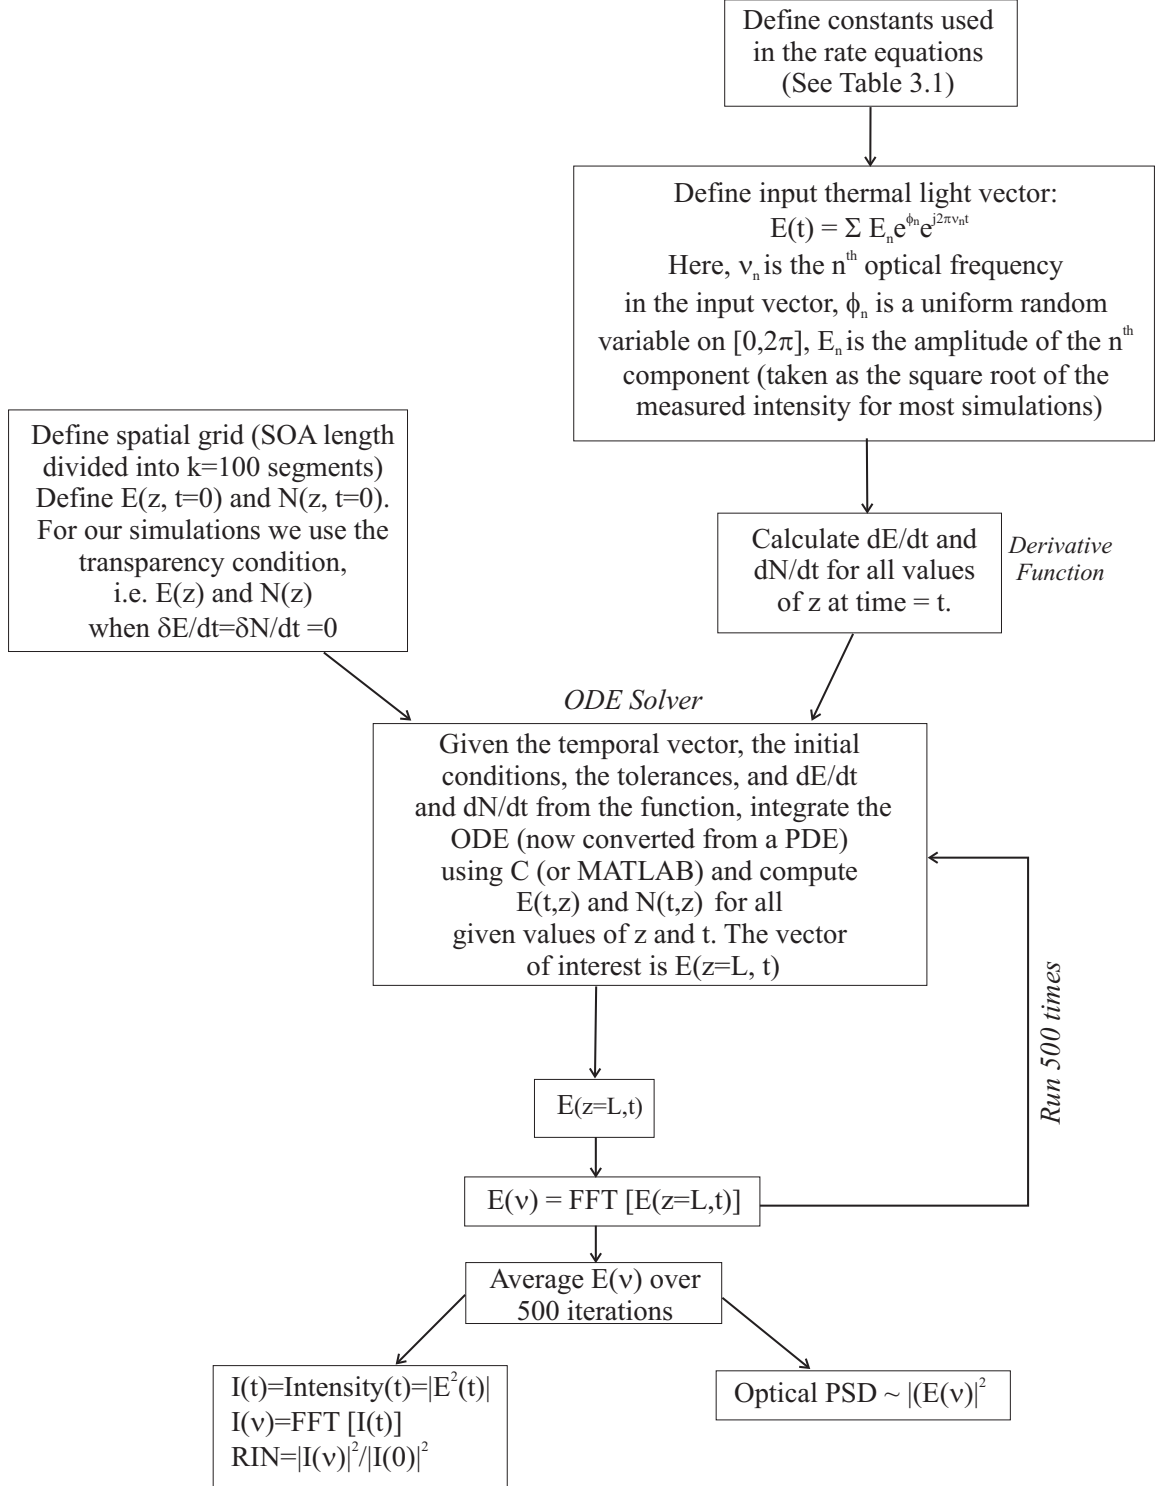 Define constants used
in the rate equations
(See Table 3.1)
Define input thermal light vector:
E(t) = Σ Eₙe^ϕₙ e^j2πνₙt
Here, νₙ is the n^th optical frequency
in the input vector, ϕₙ is a uniform random
variable on [0,2π], Eₙ is the amplitude of the n^th
component (taken as the square root of the
measured intensity for most simulations)
Define spatial grid (SOA length
divided into k=100 segments)
Define E(z, t=0) and N(z, t=0).
For our simulations we use the
transparency condition,
i.e. E(z) and N(z)
when δE/dt=δN/dt =0
Calculate dE/dt and
dN/dt for all values
of z at time = t.
Derivative
Function
ODE Solver
Given the temporal vector, the initial
conditions, the tolerances, and dE/dt
and dN/dt from the function, integrate the
ODE (now converted from a PDE)
using C (or MATLAB) and compute
E(t,z) and N(t,z) for all
given values of z and t. The vector
of interest is E(z=L, t)
Run 500 times
E(z=L,t)
E(ν) = FFT [E(z=L,t)]
Average E(ν) over
500 iterations
I(t)=Intensity(t)=|E²(t)|
I(ν)=FFT [I(t)]
RIN=|I(ν)|²/|I(0)|²
Optical PSD ~ |(E(ν)|²